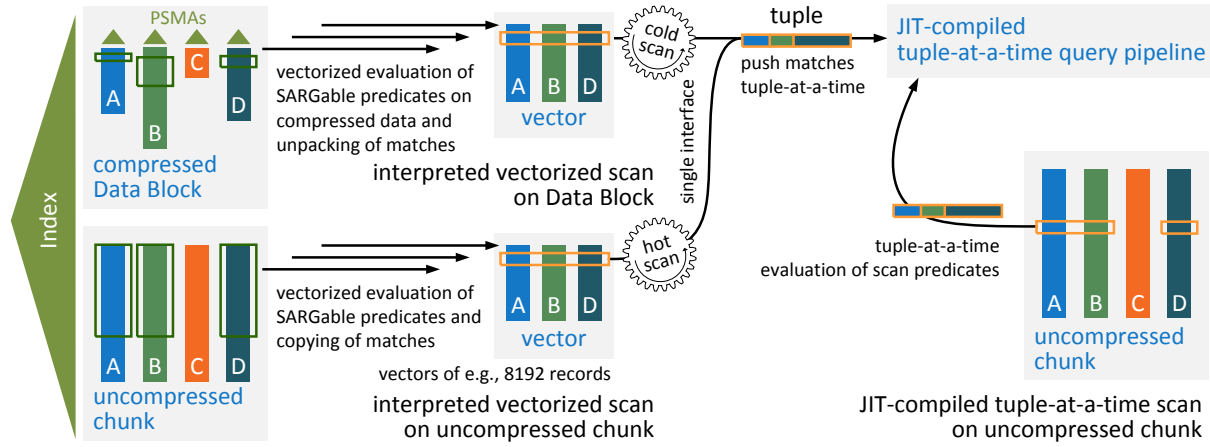 PSMAs
A
B
C
D
compressed
Data Block
Index
vectorized evaluation of
SARGable predicates on
compressed data and
unpacking of matches
A B D
vector
interpreted vectorized scan
on Data Block
cold
scan
single interface
tuple
push matches
tuple-at-a-time
JIT-compiled
tuple-at-a-time query pipeline
A B C D
uncompressed
chunk
vectorized evaluation of
SARGable predicates and
copying of matches
A B D
vector
vectors of e.g., 8192 records
interpreted vectorized scan
on uncompressed chunk
hot
scan
tuple-at-a-time
evaluation of scan predicates
A B C D
uncompressed
chunk
JIT-compiled tuple-at-a-time scan
on uncompressed chunk